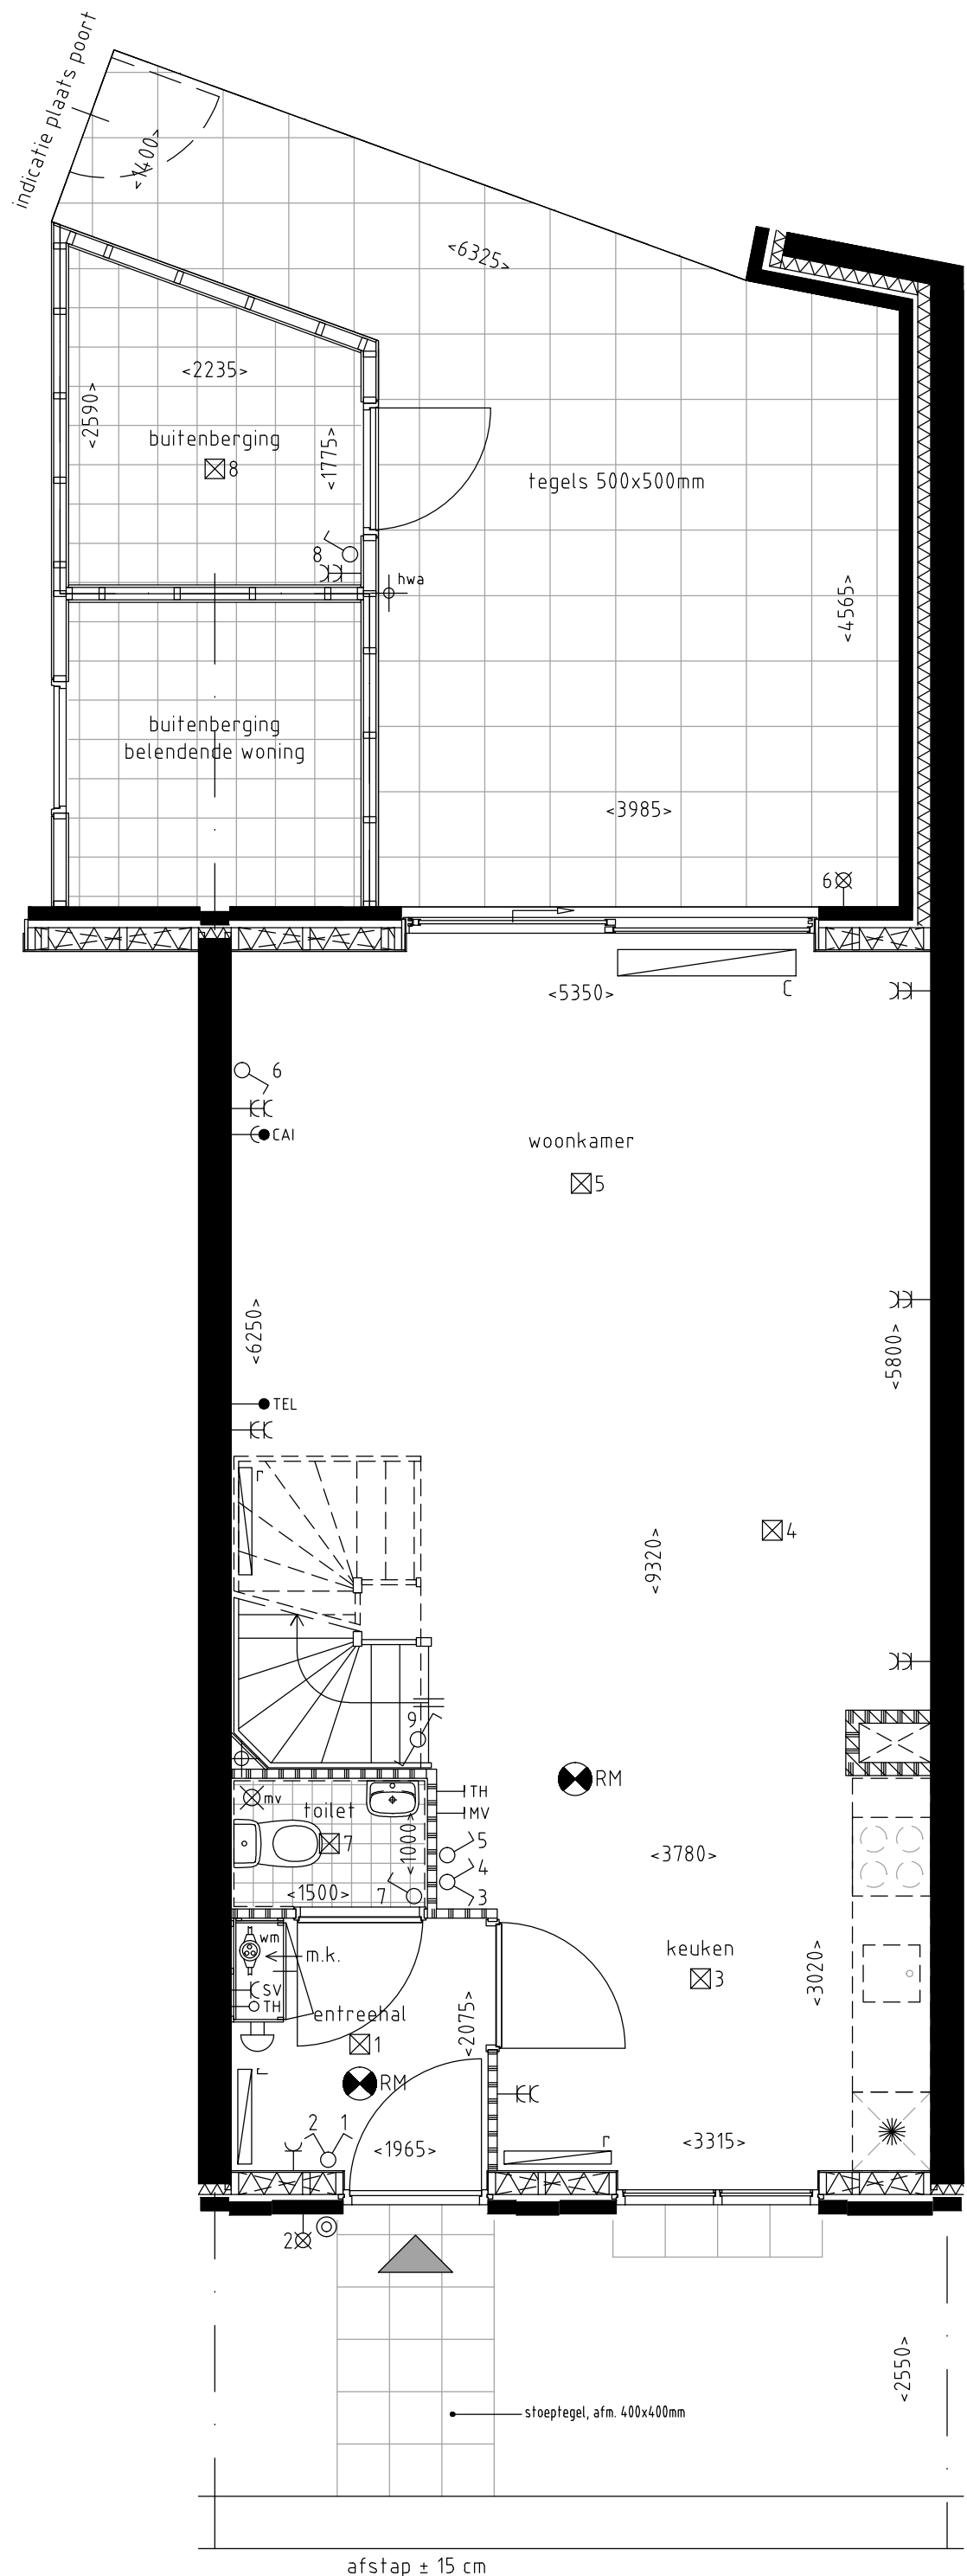 indicatie plaats poort
<1400>
<6325>
<2235>
<2590>
buitenberging
8
<1775>
tegels 500x500mm
8
hwa
<4565>
buitenberging
belendende woning
<3985>
6
<5350>
C
6
CAI
woonkamer
5
<6250>
<5800>
TEL
r
4
<9320>
9
RM
mv
toilet
TH
MV
7
<1000>
5
4
3
<3780>
<1500>
7
wm
m.k.
keuken
3
<3020>
SV
TH
entreehal
1
<2075>
RM
r
2
1
<1965>
r
<3315>
2
<2550>
stoeptegel, afm. 400x400mm
afstap ± 15 cm